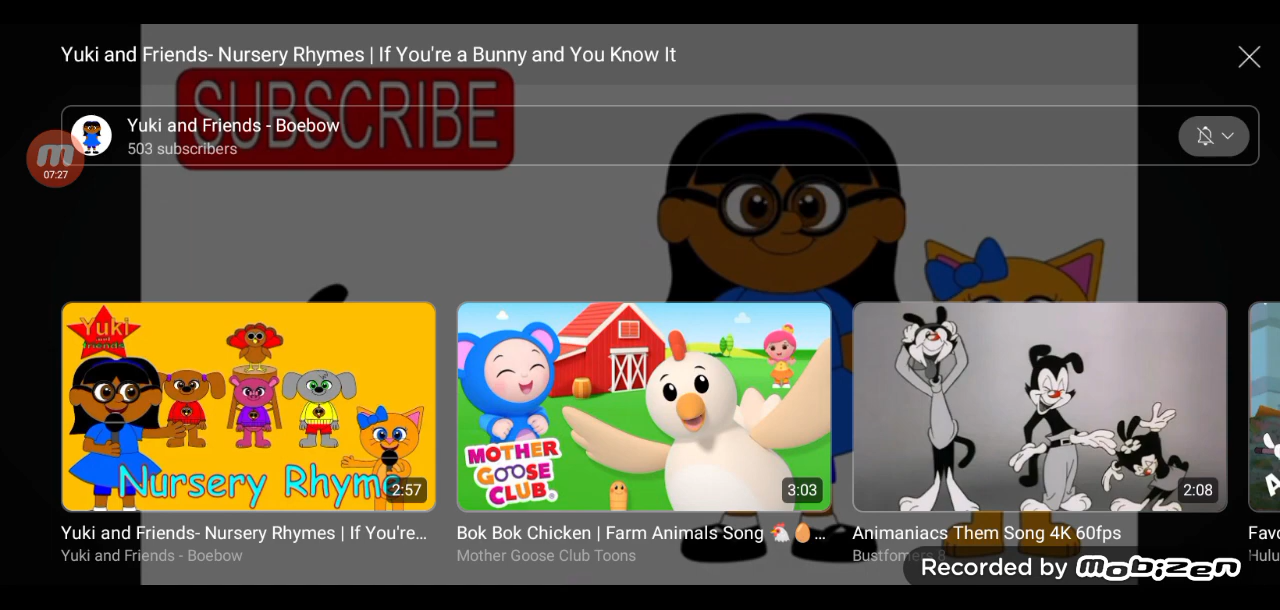 Yuki and Friends- Nursery Rhymes | If You're a Bunny and You Know It
SUBSCRIBE
Yuki and Friends - Boebow
503 subscribers
m
07:27
Yuki
and
friends
Nursery Rhyme
2:57
MOTHER
GOOSE
CLUB
3:03
2:08
Yuki and Friends- Nursery Rhymes | If You're...
Bok Bok Chicken | Farm Animals Song 🐔🥚...
Animaniacs Them Song 4K 60fps
Favo
Yuki and Friends - Boebow
Mother Goose Club Toons
Bustfomers B
Hulu
Recorded by mobizen